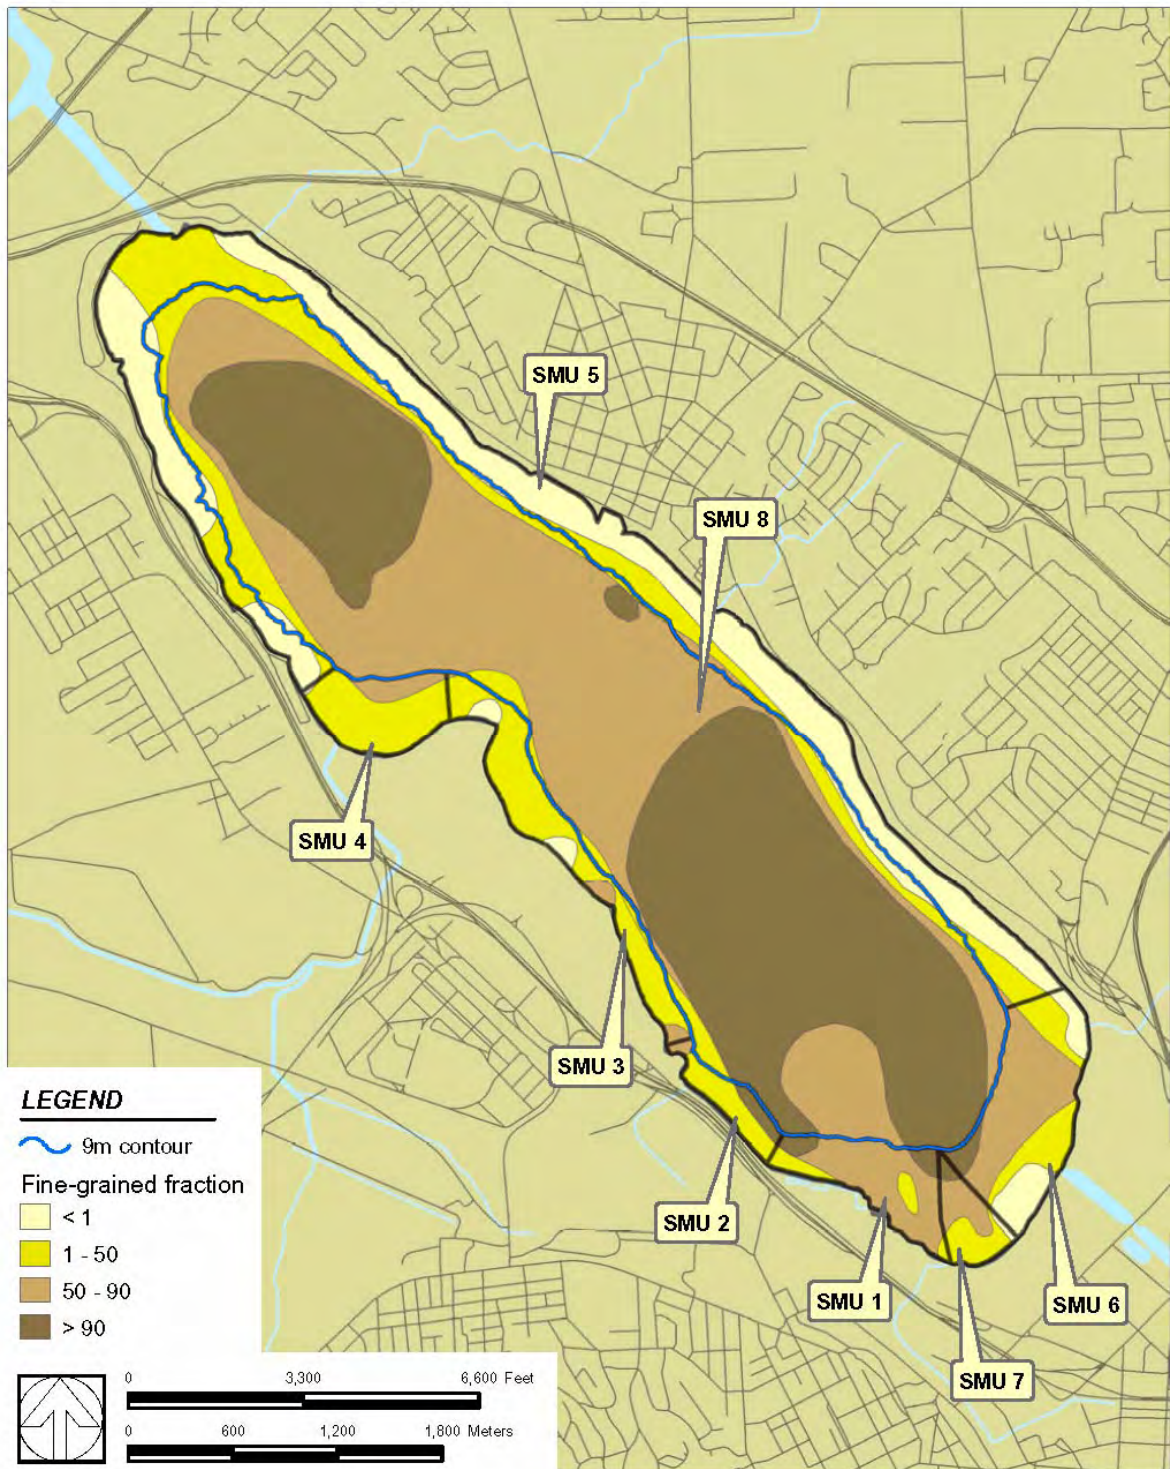 SMU 5
SMU 8
SMU 4
SMU 3
SMU 2
SMU 1
SMU 6
SMU 7
LEGEND
9m contour
Fine-grained fraction
< 1
1 - 50
50 - 90
> 90
0 3,300 6,600 Feet
0 600 1,200 1,800 Meters